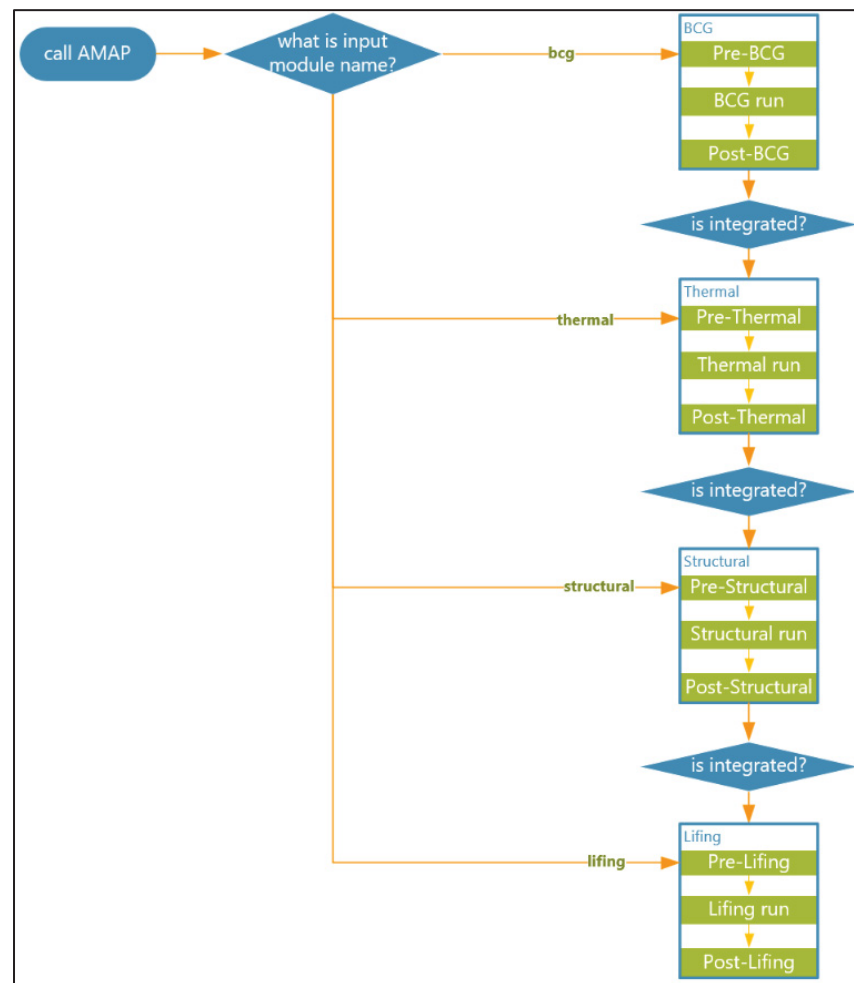 call AMAP
what is input
module name?
bcg
BCG
Pre-BCG
BCG run
Post-BCG
is integrated?
thermal
Thermal
Pre-Thermal
Thermal run
Post-Thermal
is integrated?
structural
Structural
Pre-Structural
Structural run
Post-Structural
is integrated?
lifing
Lifing
Pre-Lifing
Lifing run
Post-Lifing